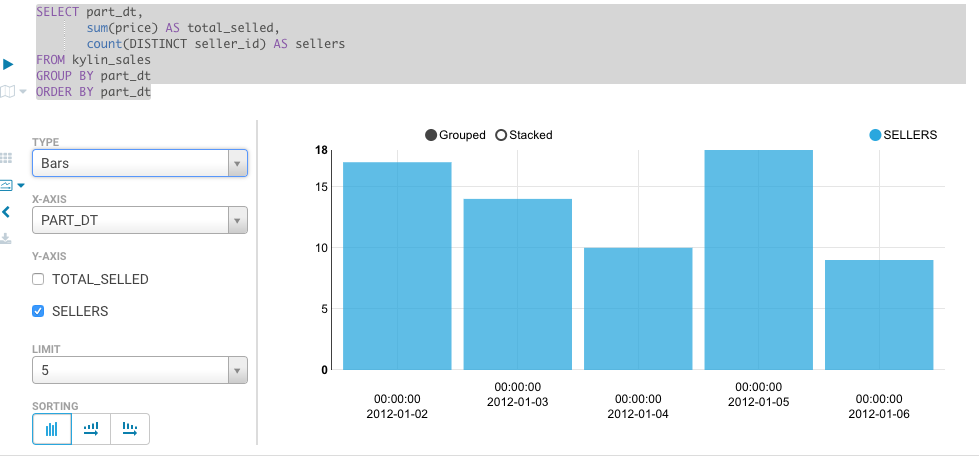 SELECT part_dt,
sum(price) AS total_selled,
count(DISTINCT seller_id) AS sellers
FROM kylin_sales
GROUP BY part_dt
ORDER BY part_dt
TYPE
Bars
X-AXIS
PART_DT
Y-AXIS
TOTAL_SELLED
SELLERS
LIMIT
5
SORTING
Grouped Stacked SELLERS
18
15
10
5
0
00:00:00
2012-01-02
00:00:00
2012-01-03
00:00:00
2012-01-04
00:00:00
2012-01-05
00:00:00
2012-01-06